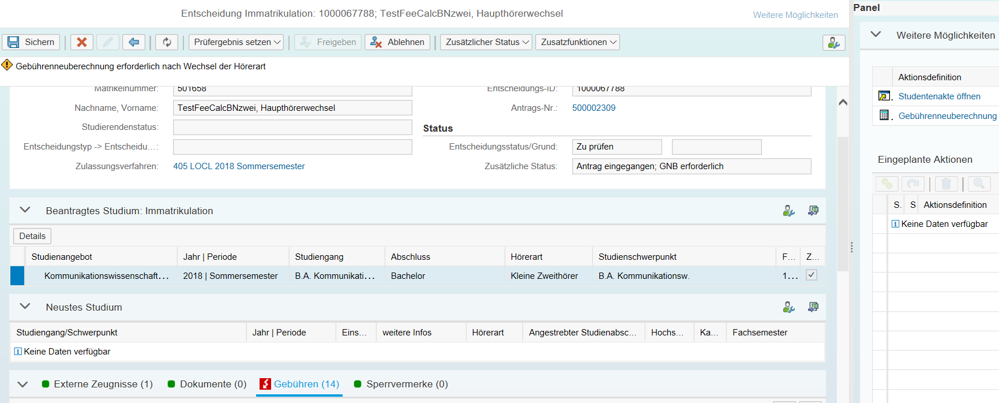 Entscheidung Immatrikulation: 1000067788; TestFeeCalcBNzwei, Haupthörerwechsel
Weitere Möglichkeiten
Sichern
Prüfergebnis setzen
Freigeben
Ablehnen
Zusätzlicher Status
Zusatzfunktionen
Gebührenneuberechnung erforderlich nach Wechsel der Hörerart
Matrikelnummer: 501658
Entscheidungs-ID: 1000067788
Nachname, Vorname: TestFeeCalcBNzwei, Haupthörerwechsel
Antrags-Nr.: 500002309
Studierendenstatus:
Status
Entscheidungstyp -> Entscheidu...:
Entscheidungsstatus/Grund: Zu prüfen
Zulassungsverfahren: 405 LOCL 2018 Sommersemester
Zusätzliche Status: Antrag eingegangen; GNB erforderlich
Beantragtes Studium: Immatrikulation
Details
Studienangebot Jahr | Periode Studiengang Abschluss Hörerart Studienschwerpunkt F... Z...
Kommunikationswissenschaft... 2018 | Sommersemester B.A. Kommunikati... Bachelor Kleine Zweithörer B.A. Kommunikationsw. 1...
Neustes Studium
Studiengang/Schwerpunkt Jahr | Periode Eins... weitere Infos Hörerart Angestrebter Studienabsc... Hochs... Ka... Fachsemester
Keine Daten verfügbar
Externe Zeugnisse (1) Dokumente (0) Gebühren (14) Sperrvermerke (0)
Panel
Weitere Möglichkeiten
Aktionsdefinition
Studentenakte öffnen
Gebührenneuberechnung
Eingeplante Aktionen
S. S Aktionsdefinition
Keine Daten verfügbar